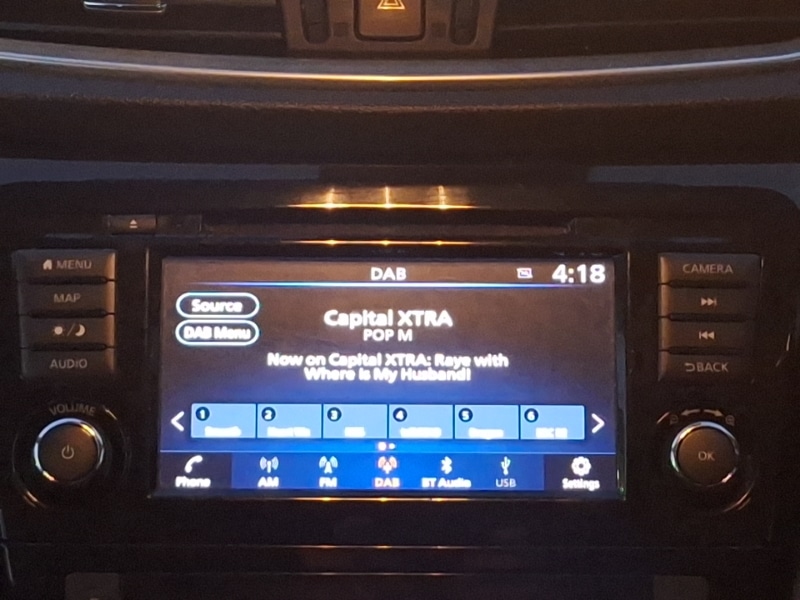 MENU
MAP
AUDIO
VOLUME
DAB
4:18
Source
DAB Menu
Capital XTRA
POP M
Now on Capital XTRA: Raye with
Where Is My Husband!
1 2 3 4 5 6
Phone
AM
FM
DAB
BT Audio
USB
Settings
CAMERA
BACK
OK